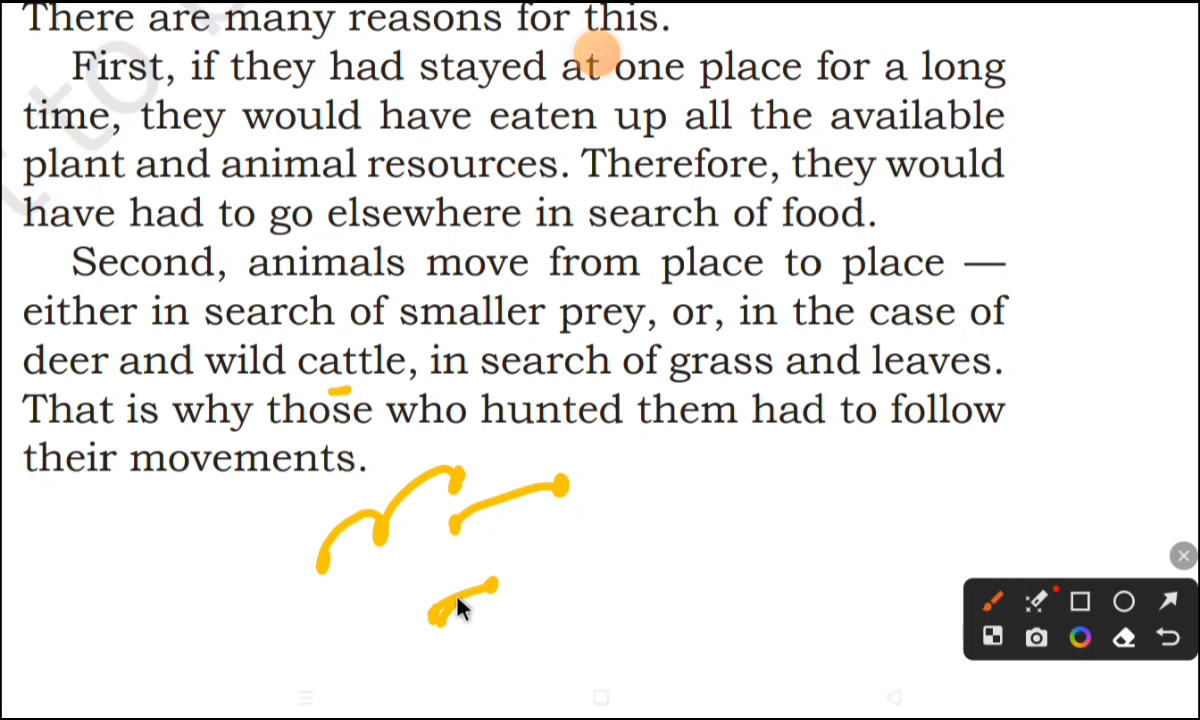 There are many reasons for this.
First, if they had stayed at one place for a long
time, they would have eaten up all the available
plant and animal resources. Therefore, they would
have had to go elsewhere in search of food.
Second, animals move from place to place —
either in search of smaller prey, or, in the case of
deer and wild cattle, in search of grass and leaves.
That is why those who hunted them had to follow
their movements.